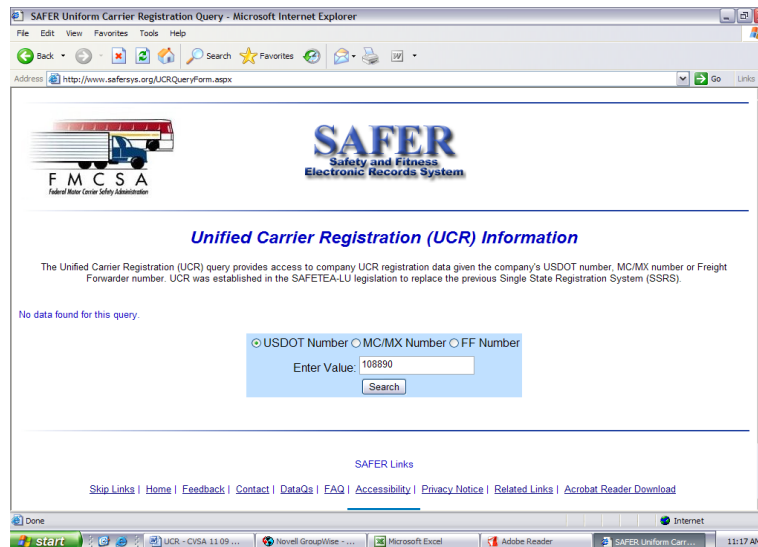 SAFER Uniform Carrier Registration Query - Microsoft Internet Explorer
File Edit View Favorites Tools Help
Back Search Favorites
Address http://www.safersys.org/UCRQueryForm.aspx Go Links
FMCSA
Federal Motor Carrier Safety Administration
SAFER
Safety and Fitness
Electronic Records System
Unified Carrier Registration (UCR) Information
The Unified Carrier Registration (UCR) query provides access to company UCR registration data given the company's USDOT number, MC/MX number or Freight
Forwarder number. UCR was established in the SAFETEA-LU legislation to replace the previous Single State Registration System (SSRS).
No data found for this query.
USDOT Number MC/MX Number FF Number
Enter Value: 108890
Search
SAFER Links
Skip Links | Home | Feedback | Contact | DataQs | FAQ | Accessibility | Privacy Notice | Related Links | Acrobat Reader Download
Done Internet
start UCR - CVSA 11 09 ... Novell GroupWise - ... Microsoft Excel Adobe Reader SAFER Uniform Carr... 11:17 AM